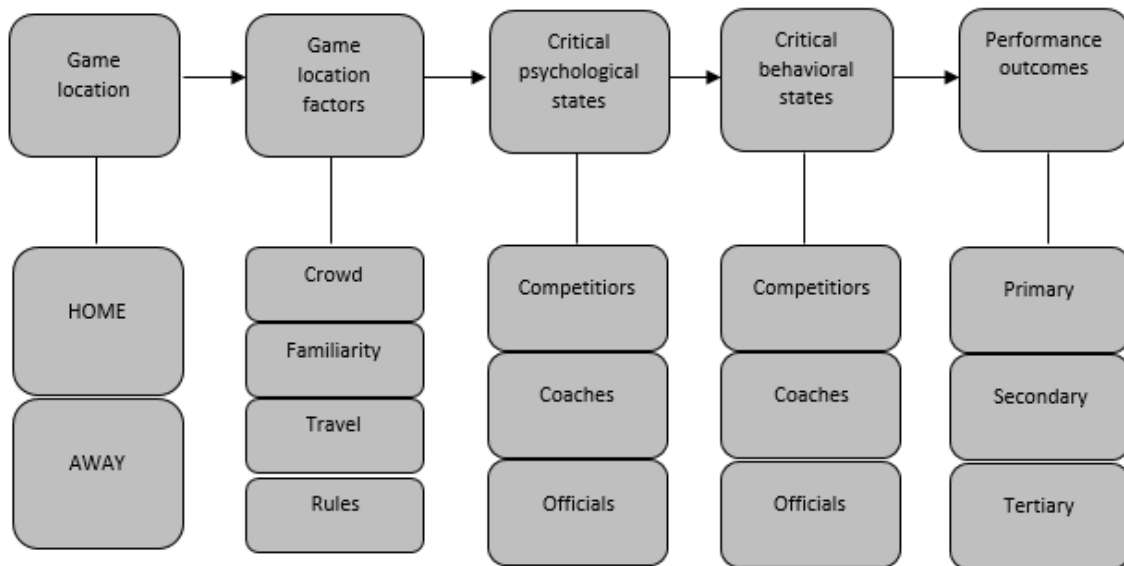 Game
location
Game
location
factors
Critical
psychological
states
Critical
behavioral
states
Performance
outcomes
HOME
AWAY
Crowd
Familiarity
Travel
Rules
Competitiors
Coaches
Officials
Competitiors
Coaches
Officials
Primary
Secondary
Tertiary